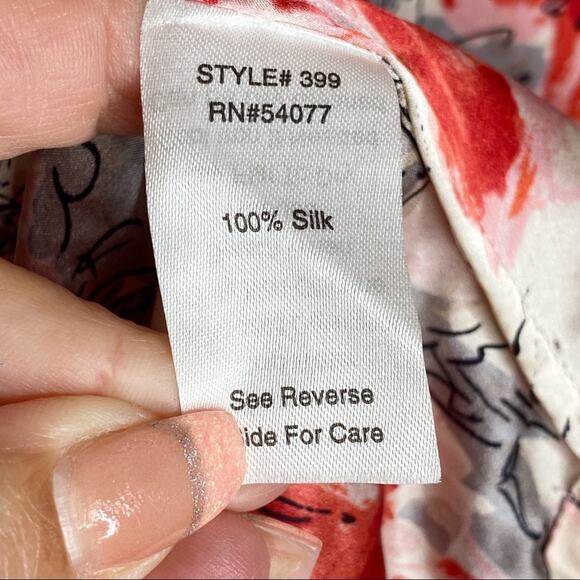 STYLE# 399
RN#54077
100% Silk
See Reverse
ide For Care